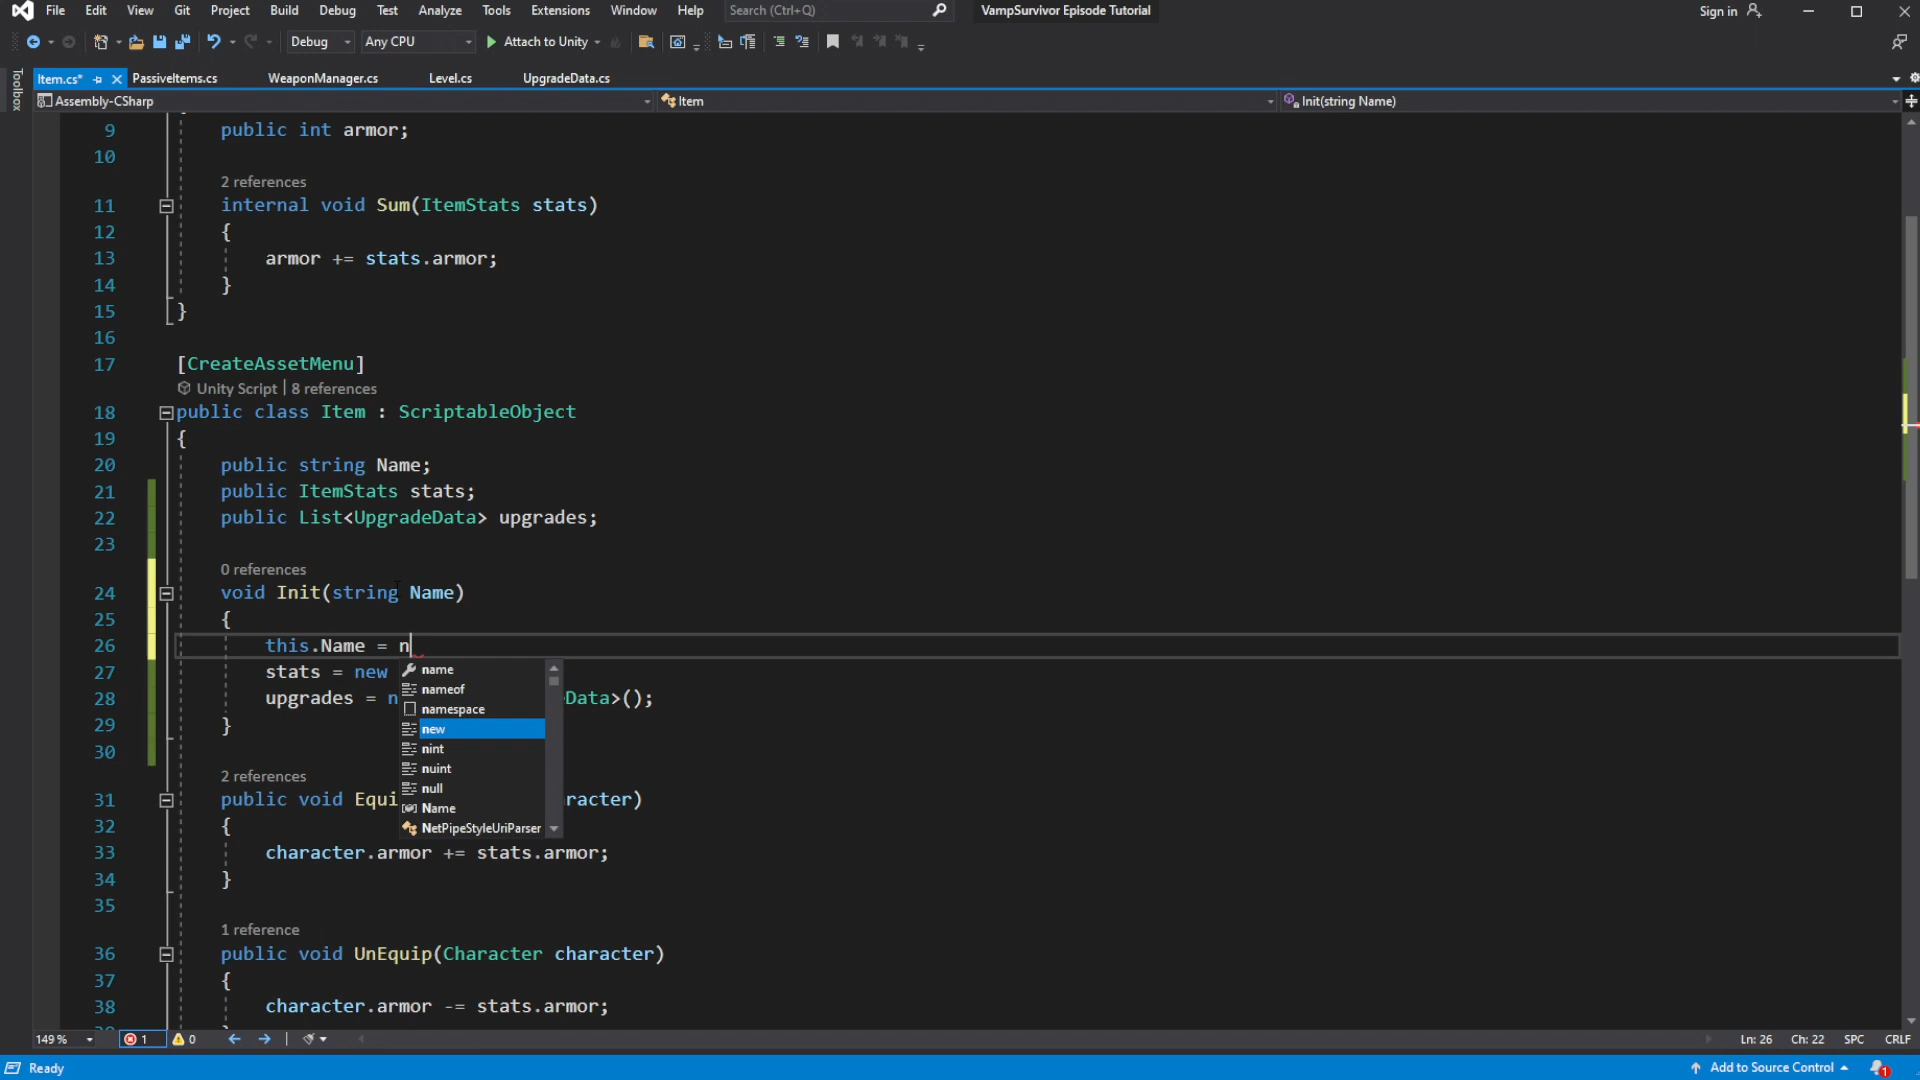 File Edit View Git Project Build Debug Test Analyze Tools Extensions Window Help Search (Ctrl+Q) VampSurvivor Episode Tutorial Sign in
Debug Any CPU Attach to Unity
Toolbox
Item.cs* PassiveItems.cs WeaponManager.cs Level.cs UpgradeData.cs
Assembly-CSharp Item Init(string Name)
9 public int armor;
10
2 references
11 internal void Sum(ItemStats stats)
12 {
13 armor += stats.armor;
14 }
15 }
16
17 [CreateAssetMenu]
Unity Script | 8 references
18 public class Item : ScriptableObject
19 {
20 public string Name;
21 public ItemStats stats;
22 public List<UpgradeData> upgrades;
23
0 references
24 void Init(string Name)
25 {
26 this.Name = n
27 stats = new
28 upgrades = n eData>();
29 }
30
name
nameof
namespace
new
nint
nuint
null
Name
NetPipeStyleUriParser
2 references
31 public void Equi aracter)
32 {
33 character.armor += stats.armor;
34 }
35
1 reference
36 public void UnEquip(Character character)
37 {
38 character.armor -= stats.armor;
149 % 1 0 Ln: 26 Ch: 22 SPC CRLF
Ready Add to Source Control 1